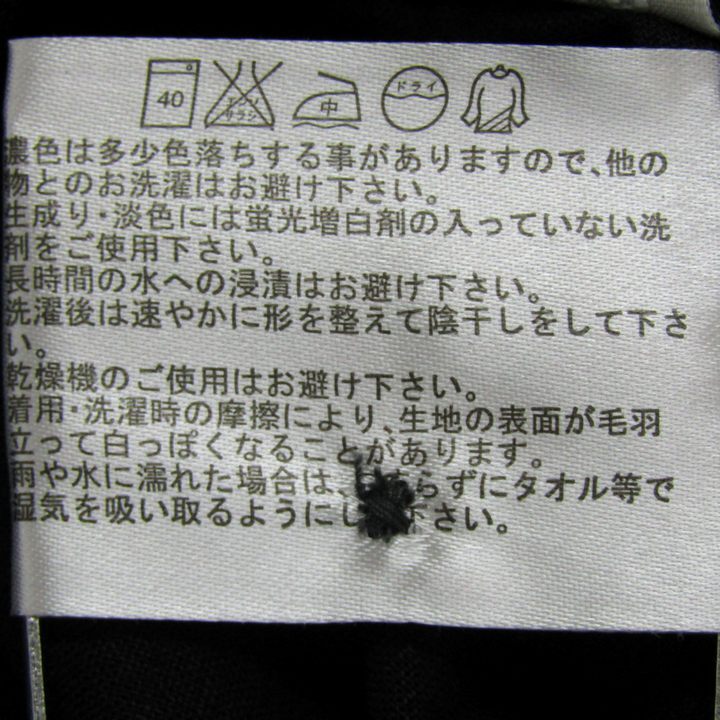 40 エンソ サラシ 中 ドライ
濃色は多少色落ちする事がありますので、他の
物とのお洗濯はお避け下さい。
生成り・淡色には蛍光増白剤の入っていない洗
剤をご使用下さい。
長時間の水への浸漬はお避け下さい。
洗濯後は速やかに形を整えて陰干しをして下さ
い。
乾燥機のご使用はお避け下さい。
着用・洗濯時の摩擦により、生地の表面が毛羽
立って白っぽくなることがあります。
雨や水に濡れた場合は、らずにタオル等で
湿気を吸い取るようにし下さい。